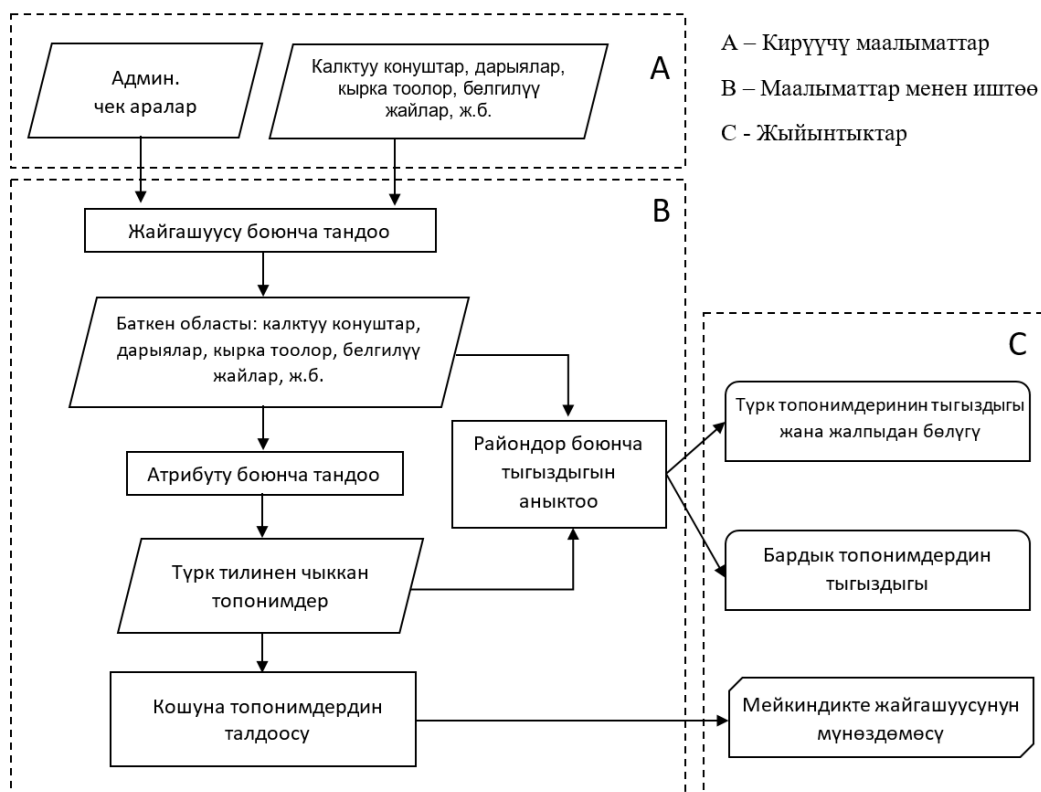 Админ.
чек аралар
Калктуу конуштар, дарыялар,
кырка тоолор, белгилүү
жайлар, ж.б.
A
A – Кирүүчү маалыматтар
B – Маалыматтар менен иштөө
C - Жыйынтыктар
B
Жайгашуусу боюнча тандоо
Баткен областы: калктуу конуштар,
дарыялар, кырка тоолор, белгилүү
жайлар, ж.б.
Атрибуту боюнча тандоо
Түрк тилинен чыккан
топонимдер
Кошуна топонимдердин
талдоосу
Райондор боюнча
тыгыздыгын
аныктоо
C
Түрк топонимдеринин тыгыздыгы
жана жалпыдан бөлүгү
Бардык топонимдердин
тыгыздыгы
Мейкиндикте жайгашуусунун
мүнөздөмөсү